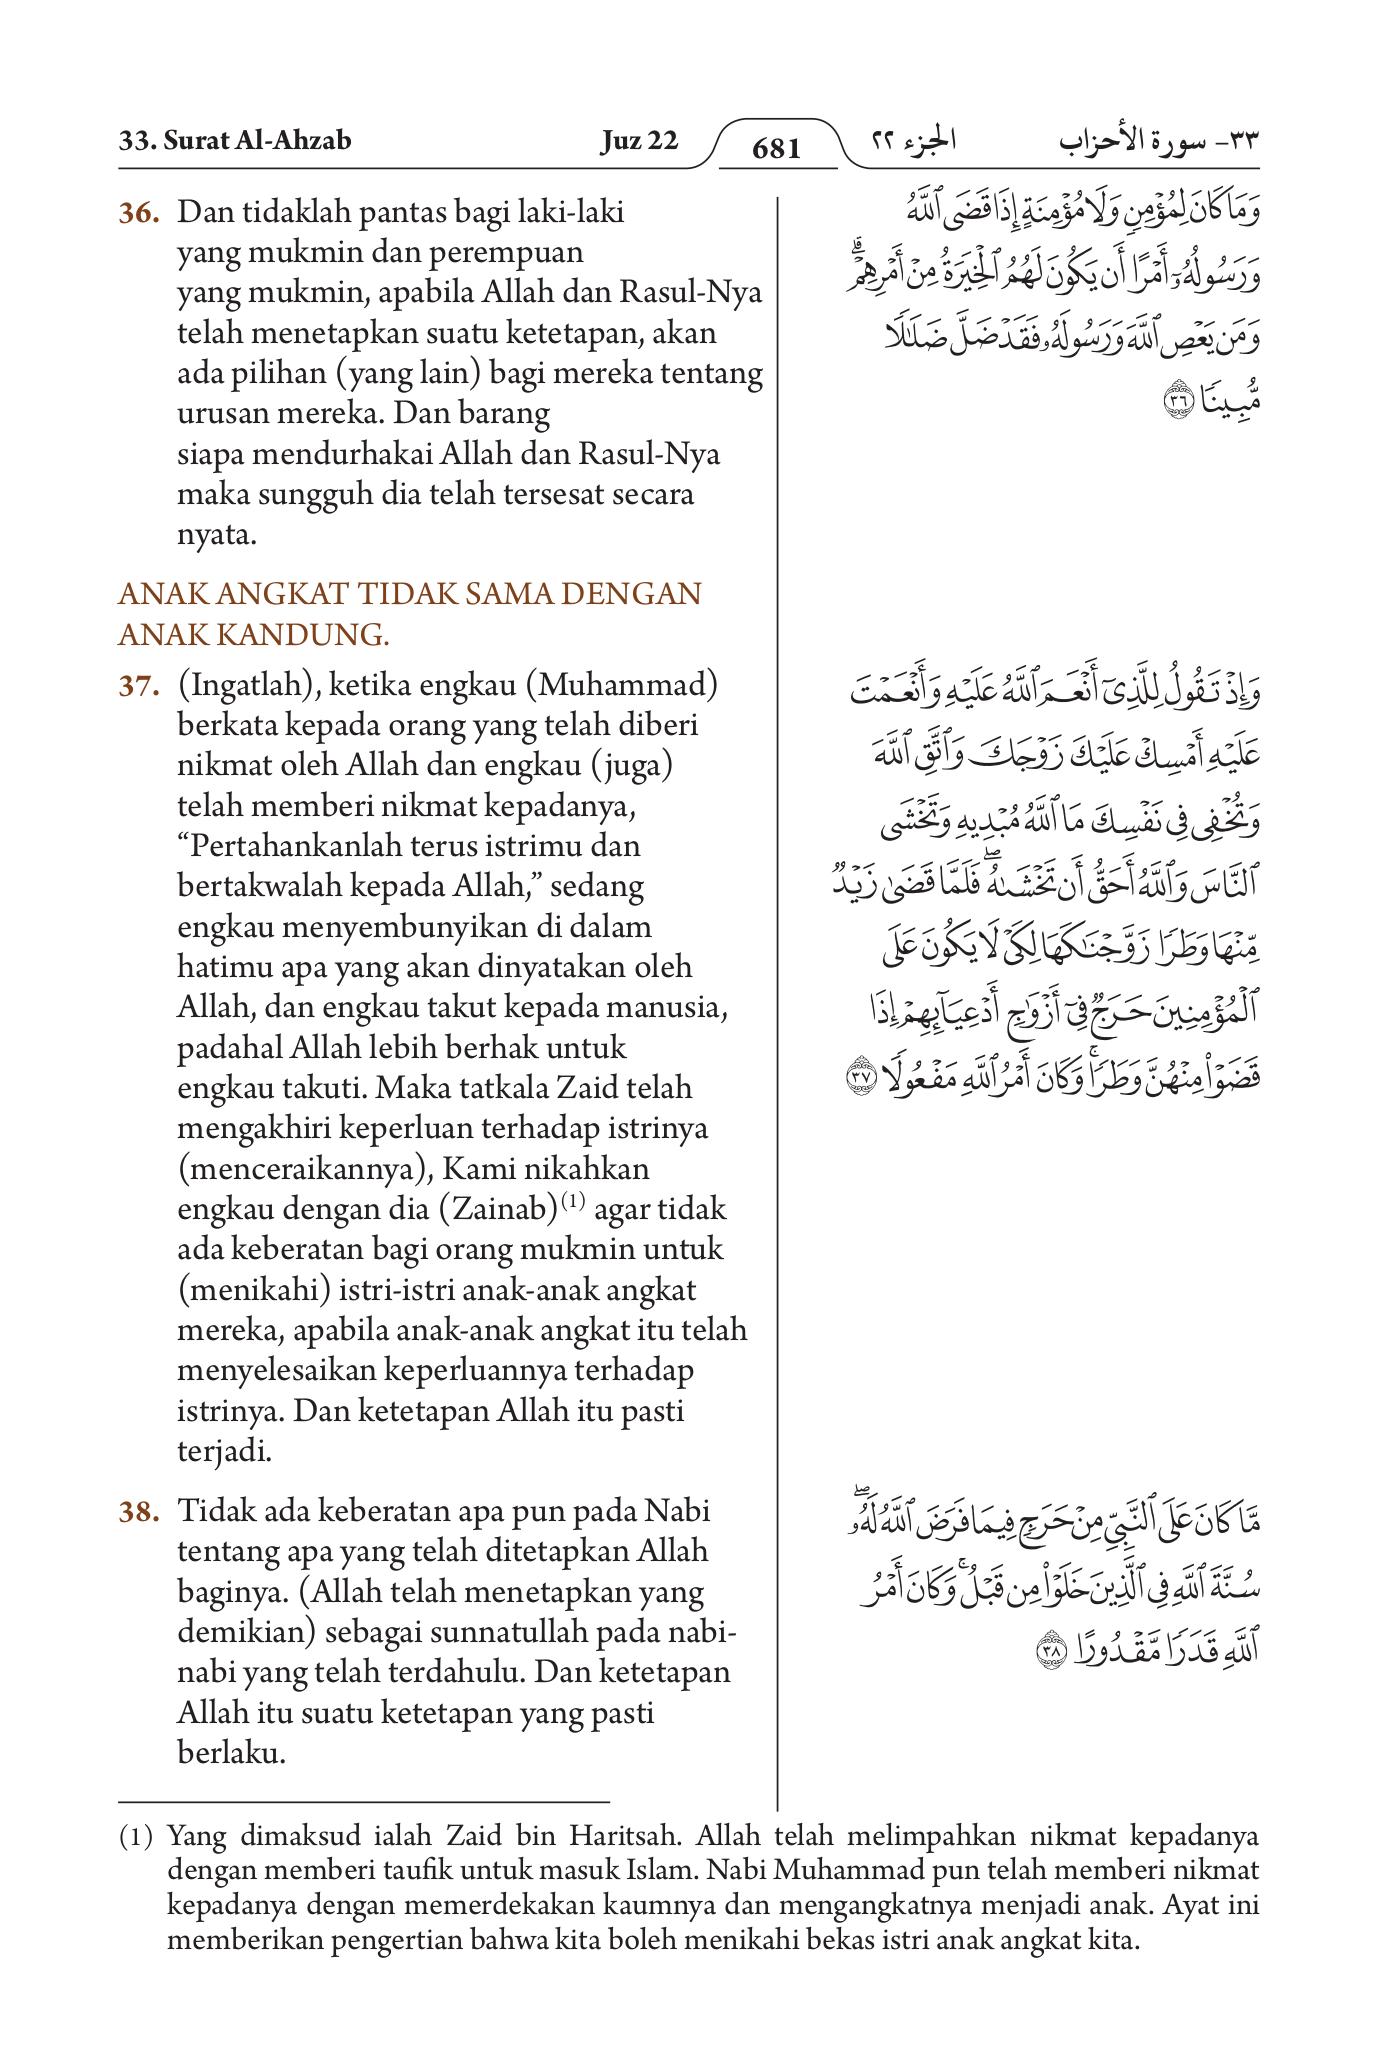 33. Surat Al-Ahzab
Juz 22
681
الجزء ٢٢
٣٣- سورة الأحزاب
36. Dan tidaklah pantas bagi laki-laki
yang mukmin dan perempuan
yang mukmin, apabila Allah dan Rasul-Nya
telah menetapkan suatu ketetapan, akan
ada pilihan (yang lain) bagi mereka tentang
urusan mereka. Dan barang
siapa mendurhakai Allah dan Rasul-Nya
maka sungguh dia telah tersesat secara
nyata.
وَمَا كَانَ لِمُؤْمِنٍ وَلَا مُؤْمِنَةٍ إِذَا قَضَى ٱللَّهُ
وَرَسُولُهُۥٓ أَمْرًا أَن يَكُونَ لَهُمُ ٱلْخِيَرَةُ مِنْ أَمْرِهِمْ ۗ
وَمَن يَعْصِ ٱللَّهَ وَرَسُولَهُۥ فَقَدْ ضَلَّ ضَلَٰلًا
مُّبِينًا ٣٦
ANAK ANGKAT TIDAK SAMA DENGAN
ANAK KANDUNG.
37. (Ingatlah), ketika engkau (Muhammad)
berkata kepada orang yang telah diberi
nikmat oleh Allah dan engkau (juga)
telah memberi nikmat kepadanya,
“Pertahankanlah terus istrimu dan
bertakwalah kepada Allah,” sedang
engkau menyembunyikan di dalam
hatimu apa yang akan dinyatakan oleh
Allah, dan engkau takut kepada manusia,
padahal Allah lebih berhak untuk
engkau takuti. Maka tatkala Zaid telah
mengakhiri keperluan terhadap istrinya
(menceraikannya), Kami nikahkan
engkau dengan dia (Zainab)(1) agar tidak
ada keberatan bagi orang mukmin untuk
(menikahi) istri-istri anak-anak angkat
mereka, apabila anak-anak angkat itu telah
menyelesaikan keperluannya terhadap
istrinya. Dan ketetapan Allah itu pasti
terjadi.
وَإِذْ تَقُولُ لِلَّذِىٓ أَنْعَمَ ٱللَّهُ عَلَيْهِ وَأَنْعَمْتَ
عَلَيْهِ أَمْسِكْ عَلَيْكَ زَوْجَكَ وَٱتَّقِ ٱللَّهَ
وَتُخْفِى فِى نَفْسِكَ مَا ٱللَّهُ مُبْدِيهِ وَتَخْشَى
ٱلنَّاسَ وَٱللَّهُ أَحَقُّ أَن تَخْشَىٰهُ ۖ فَلَمَّا قَضَىٰ زَيْدٌ
مِّنْهَا وَطَرًا زَوَّجْنَٰكَهَا لِكَىْ لَا يَكُونَ عَلَى
ٱلْمُؤْمِنِينَ حَرَجٌ فِىٓ أَزْوَٰجِ أَدْعِيَآئِهِمْ إِذَا
قَضَوْا۟ مِنْهُنَّ وَطَرًا ۚ وَكَانَ أَمْرُ ٱللَّهِ مَفْعُولًا ٣٧
38. Tidak ada keberatan apa pun pada Nabi
tentang apa yang telah ditetapkan Allah
baginya. (Allah telah menetapkan yang
demikian) sebagai sunnatullah pada nabi-
nabi yang telah terdahulu. Dan ketetapan
Allah itu suatu ketetapan yang pasti
berlaku.
مَّا كَانَ عَلَى ٱلنَّبِىِّ مِنْ حَرَجٍ فِيمَا فَرَضَ ٱللَّهُ لَهُۥ ۖ
سُنَّةَ ٱللَّهِ فِى ٱلَّذِينَ خَلَوْا۟ مِن قَبْلُ ۚ وَكَانَ أَمْرُ
ٱللَّهِ قَدَرًا مَّقْدُورًا ٣٨
(1) Yang dimaksud ialah Zaid bin Haritsah. Allah telah melimpahkan nikmat kepadanya
dengan memberi taufik untuk masuk Islam. Nabi Muhammad pun telah memberi nikmat
kepadanya dengan memerdekakan kaumnya dan mengangkatnya menjadi anak. Ayat ini
memberikan pengertian bahwa kita boleh menikahi bekas istri anak angkat kita.